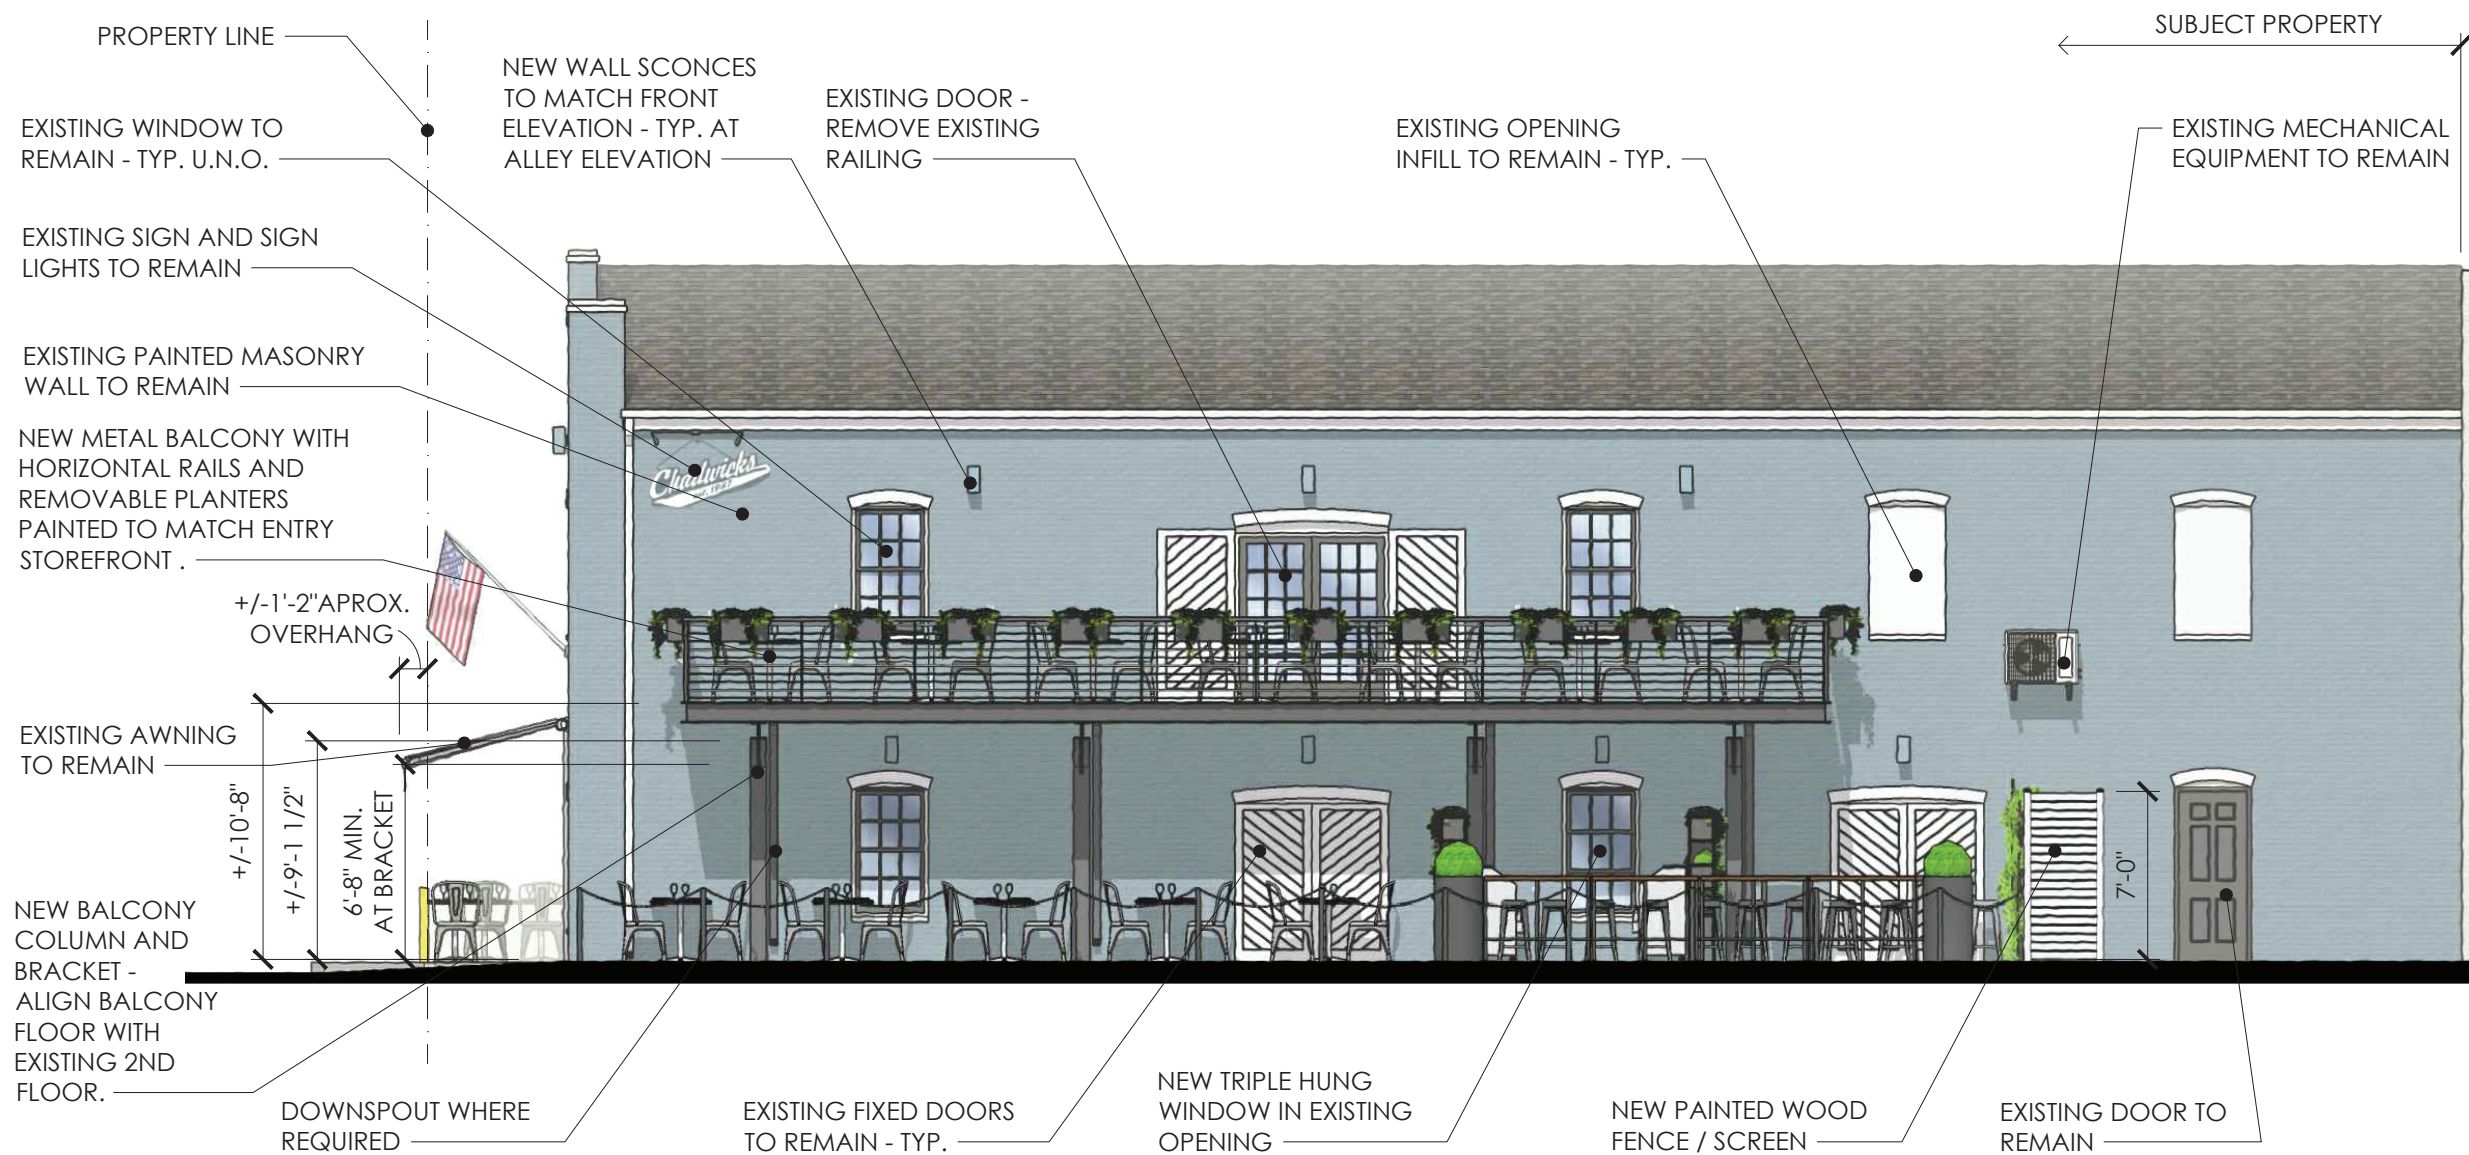 SUBJECT PROPERTY
PROPERTY LINE
NEW WALL SCONCES
TO MATCH FRONT
ELEVATION - TYP. AT
ALLEY ELEVATION
EXISTING DOOR -
REMOVE EXISTING
RAILING
EXISTING OPENING
INFILL TO REMAIN - TYP.
EXISTING MECHANICAL
EQUIPMENT TO REMAIN
EXISTING WINDOW TO
REMAIN - TYP. U.N.O.
EXISTING SIGN AND SIGN
LIGHTS TO REMAIN
EXISTING PAINTED MASONRY
WALL TO REMAIN
NEW METAL BALCONY WITH
HORIZONTAL RAILS AND
REMOVABLE PLANTERS
PAINTED TO MATCH ENTRY
STOREFRONT .
Chadwicks
+/-1'-2"APROX.
OVERHANG
EXISTING AWNING
TO REMAIN
+/-10'-8"
+/-9'-1 1/2"
6'-8" MIN.
AT BRACKET
7'-0"
NEW BALCONY
COLUMN AND
BRACKET -
ALIGN BALCONY
FLOOR WITH
EXISTING 2ND
FLOOR.
DOWNSPOUT WHERE
REQUIRED
EXISTING FIXED DOORS
TO REMAIN - TYP.
NEW TRIPLE HUNG
WINDOW IN EXISTING
OPENING
NEW PAINTED WOOD
FENCE / SCREEN
EXISTING DOOR TO
REMAIN